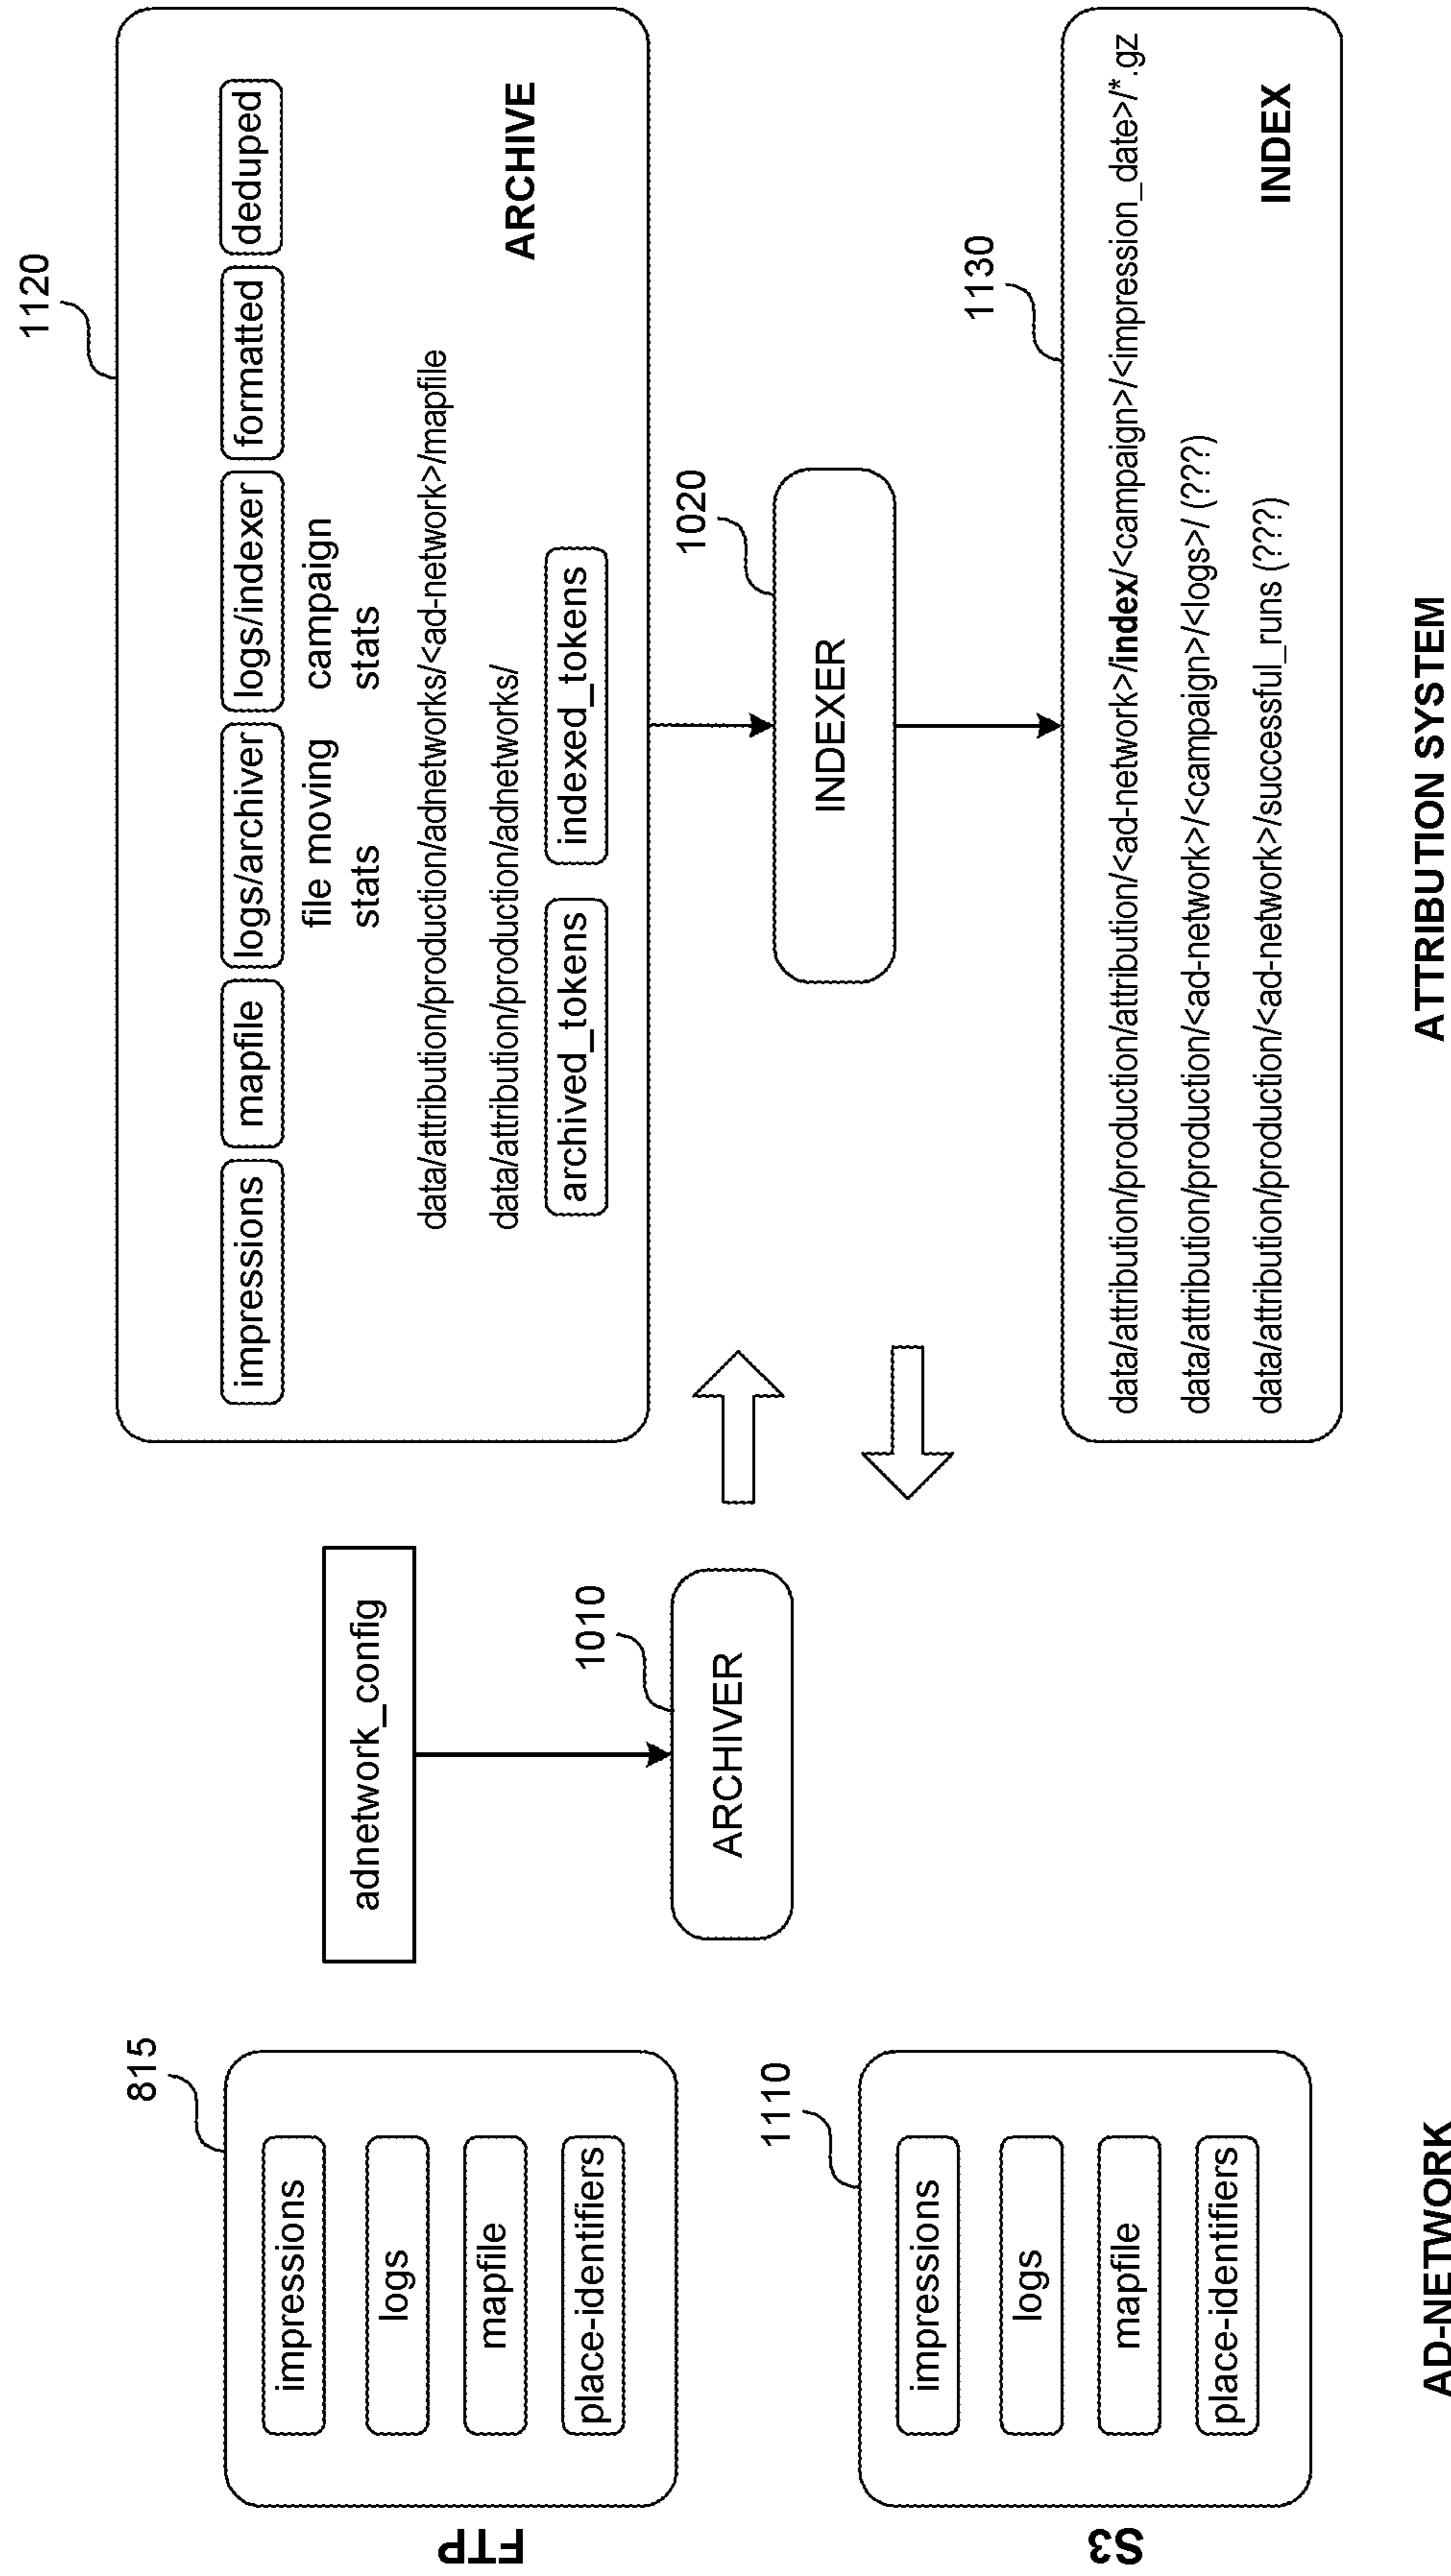 FTP
815
impressions
logs
mapfile
place-identifiers
S3
1110
impressions
logs
mapfile
place-identifiers
AD-NETWORK
adnetwork_config
1010
ARCHIVER
1120
impressions
mapfile
logs/archiver
logs/indexer
formatted
deduped
file moving
stats
campaign
stats
data/attribution/production/adnetworks/<ad-network>/mapfile
data/attribution/production/adnetworks/
archived_tokens
indexed_tokens
ARCHIVE
1020
INDEXER
1130
data/attribution/production/attribution/<ad-network>/index/<campaign>/<impression_date>/*.gz
data/attribution/production/<ad-network>/<campaign>/<logs>/ (???)
data/attribution/production/<ad-network>/successful_runs (???)
INDEX
ATTRIBUTION SYSTEM